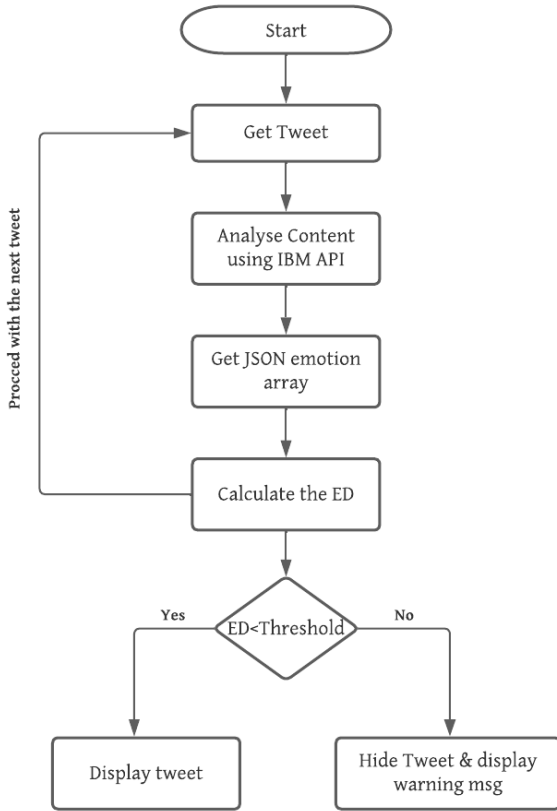 Start
Get Tweet
Analyse Content
using IBM API
Get JSON emotion
array
Procced with the next tweet
Calculate the ED
ED<Threshold
Yes
No
Display tweet
Hide Tweet & display
warning msg